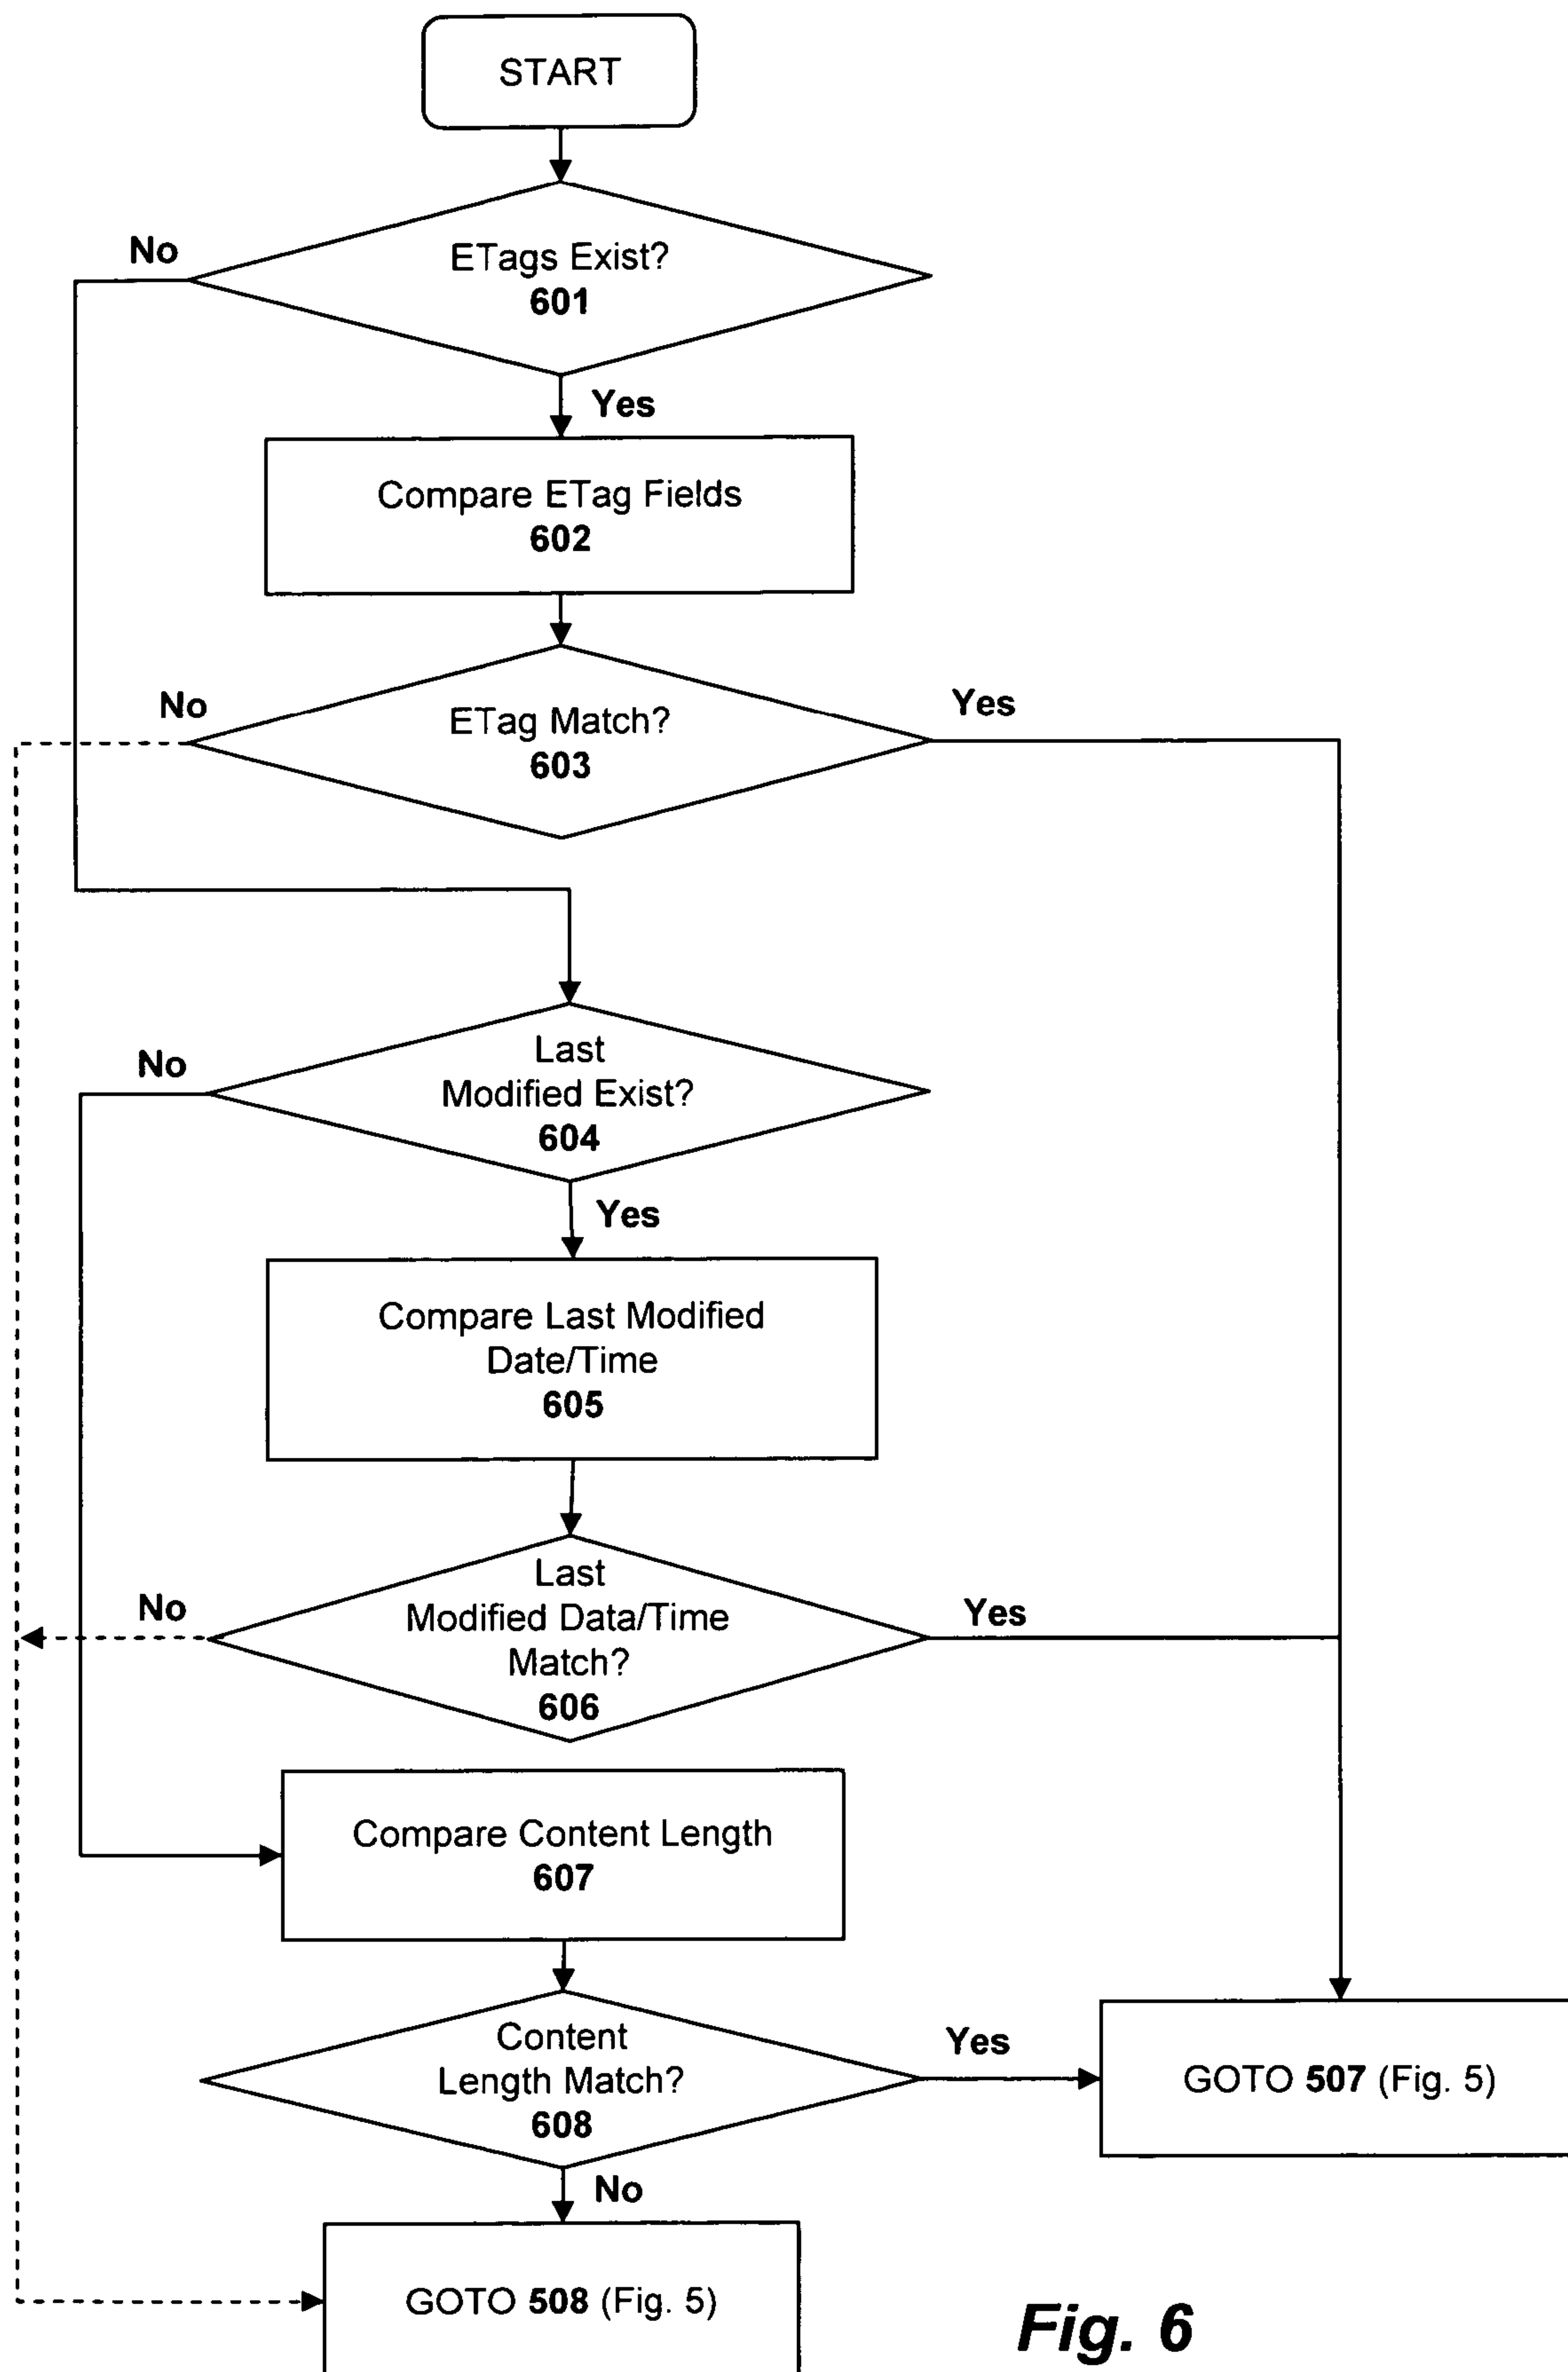 START
No
ETags Exist?
601
Yes
Compare ETag Fields
602
No
ETag Match?
603
Yes
No
Last
Modified Exist?
604
Yes
Compare Last Modified
Date/Time
605
No
Last
Modified Data/Time
Match?
606
Yes
Compare Content Length
607
Content
Length Match?
608
Yes
GOTO 507 (Fig. 5)
No
GOTO 508 (Fig. 5)
Fig. 6